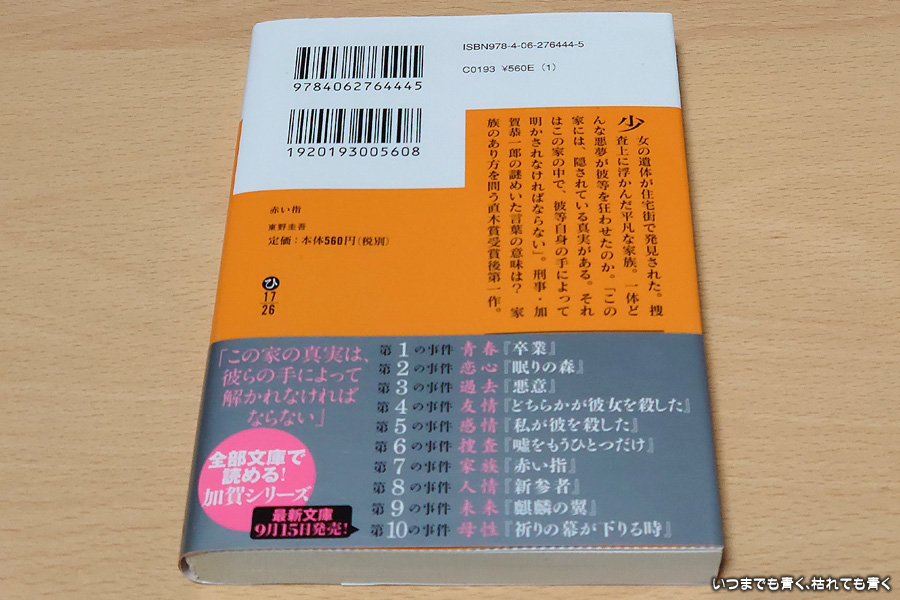 ISBN978-4-06-276444-5
C0193 ¥560E (1)
9784062764445
1920193005608
少女の遺体が住宅街で発見された。捜
査上に浮かんだ平凡な家族。一体ど
んな悪夢が彼等を狂わせたのか。「この
家には、隠されている真実がある。それ
はこの家の中で、彼等自身の手によって
明かされなければならない」。刑事・加
賀恭一郎の謎めいた言葉の意味は? 家
族のあり方を問う直木賞受賞後第一作。
赤い指
東野圭吾
定価:本体560円(税別)
ひ
17
26
「この家の真実は、
彼らの手によって
解かれなければ
ならない」
全部文庫で
読める!
加賀シリーズ
最新文庫
9月15日発売!
第1の事件 青春『卒業』
第2の事件 恋心『眠りの森』
第3の事件 過去『悪意』
第4の事件 友情『どちらかが彼女を殺した』
第5の事件 感情『私が彼を殺した』
第6の事件 捜査『嘘をもうひとつだけ』
第7の事件 家族『赤い指』
第8の事件 人情『新参者』
第9の事件 未来『麒麟の翼』
第10の事件 母性『祈りの幕が下りる時』
いつまでも青く、枯れても青く